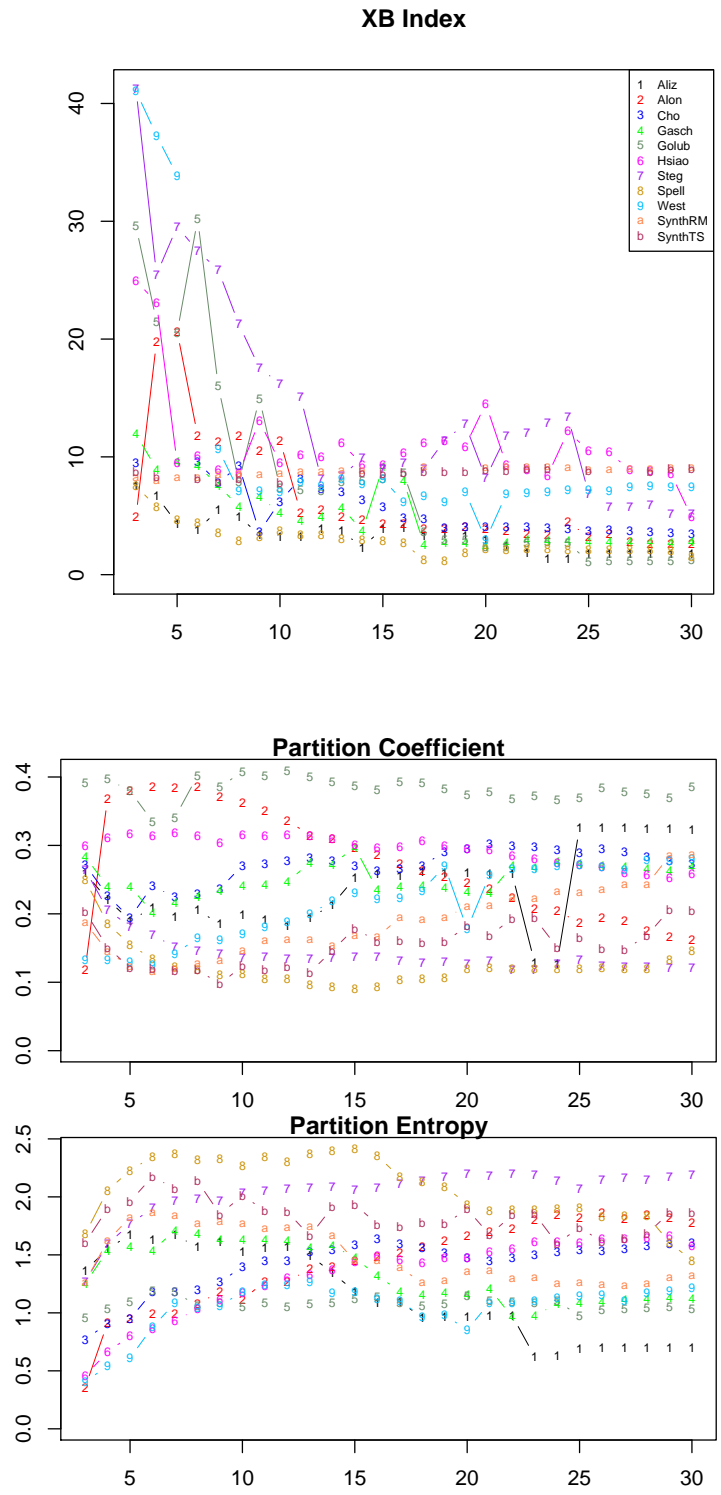 XB Index
40
30
20
10
0
1 Aliz
2 Alon
3 Cho
4 Gasch
5 Golub
6 Hsiao
7 Steg
8 Spell
9 West
a SynthRM
b SynthTS
5 10 15 20 25 30
Partition Coefficient
0.4
0.3
0.2
0.1
0.0
5 10 15 20 25 30
Partition Entropy
2.5
2.0
1.5
1.0
0.5
0.0
5 10 15 20 25 30